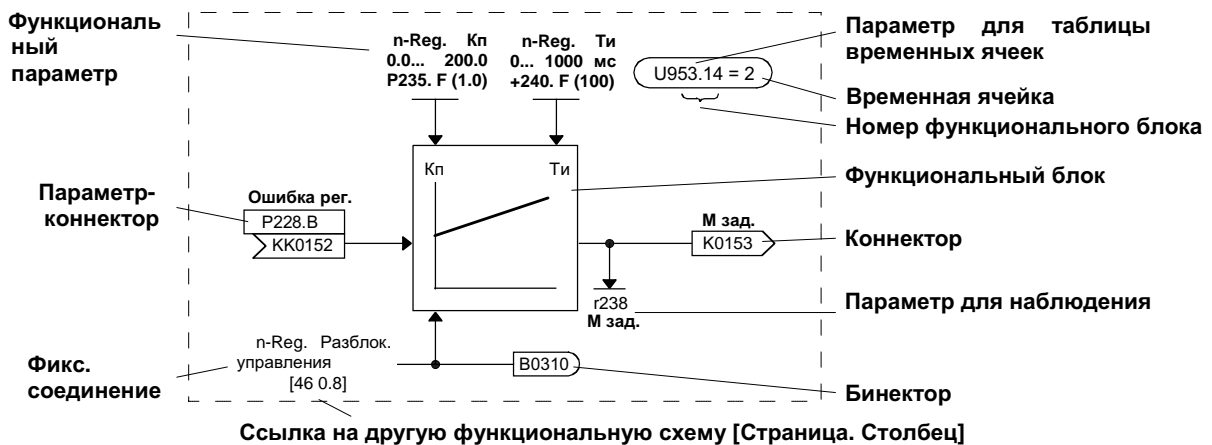 Функциональ
ный
параметр
n-Reg. Кп
0.0... 200.0
P235. F (1.0)
n-Reg. Ти
0... 1000 мс
+240. F (100)
U953.14 = 2
Параметр для таблицы
временных ячеек
Временная ячейка
Номер функционального блока
Кп
Ти
Функциональный блок
Параметр-
коннектор
Ошибка рег.
P228.B
KK0152
М зад.
K0153
Коннектор
r238
М зад.
Параметр для наблюдения
n-Reg. Разблок.
управления
[46 0.8]
Фикс.
соединение
B0310
Бинектор
Ссылка на другую функциональную схему [Страница. Столбец]